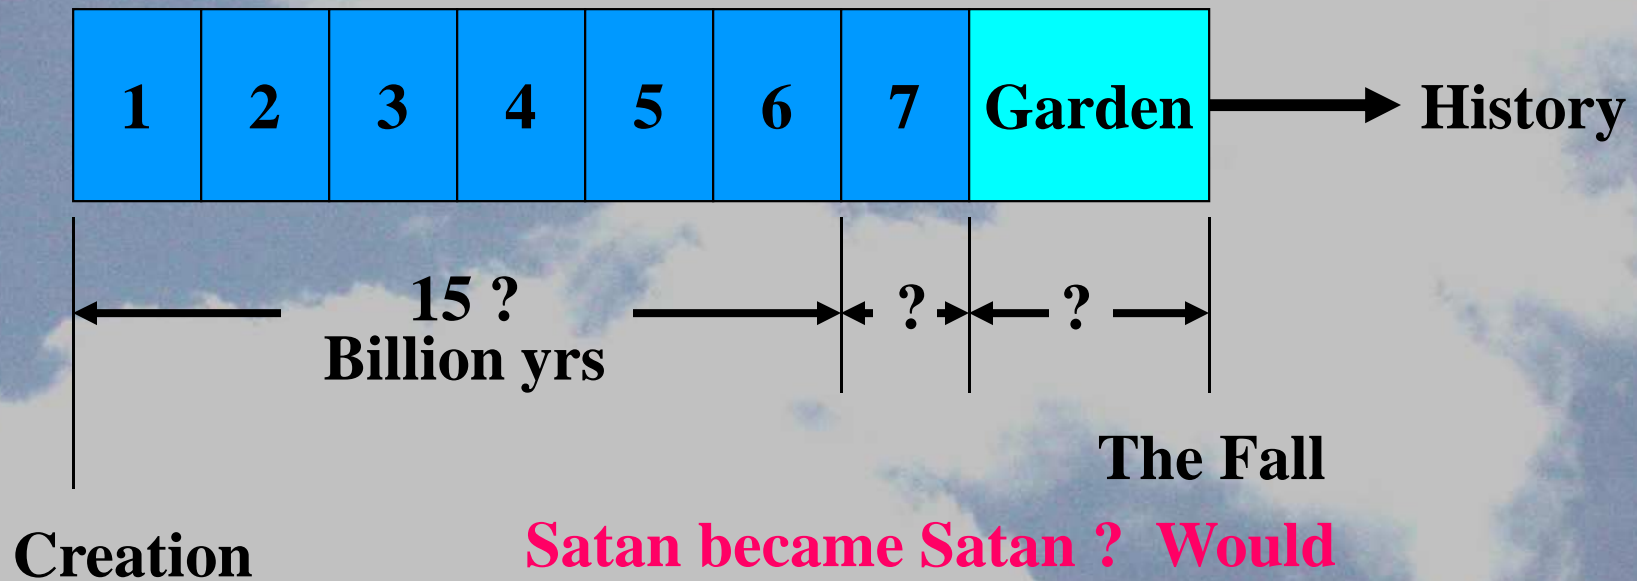 1 2 3 4 5 6 7 Garden History
15 ? ? ?
Billion yrs
The Fall
Creation Satan became Satan ? Would